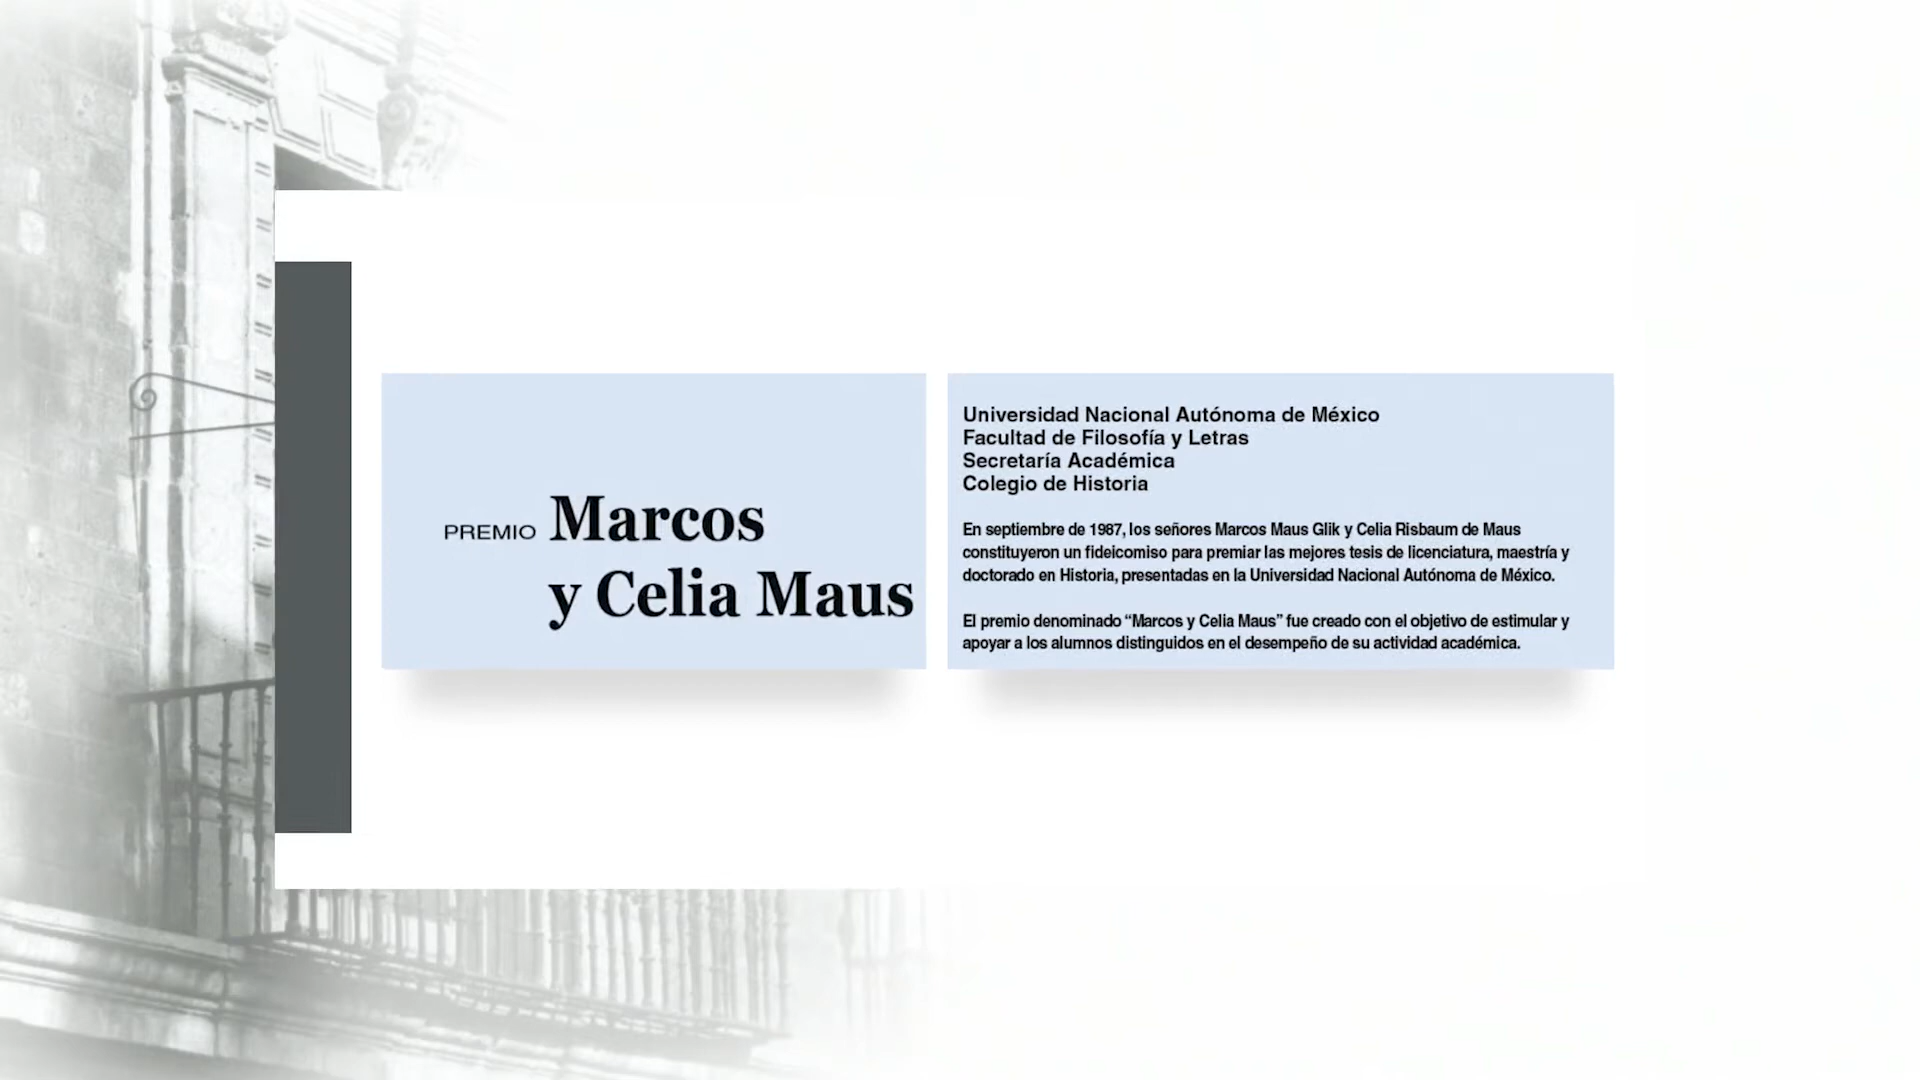 PREMIO Marcos
y Celia Maus
Universidad Nacional Autónoma de México
Facultad de Filosofía y Letras
Secretaría Académica
Colegio de Historia
En septiembre de 1987, los señores Marcos Maus Glik y Celia Risbaum de Maus
constituyeron un fideicomiso para premiar las mejores tesis de licenciatura, maestría y
doctorado en Historia, presentadas en la Universidad Nacional Autónoma de México.
El premio denominado “Marcos y Celia Maus” fue creado con el objetivo de estimular y
apoyar a los alumnos distinguidos en el desempeño de su actividad académica.